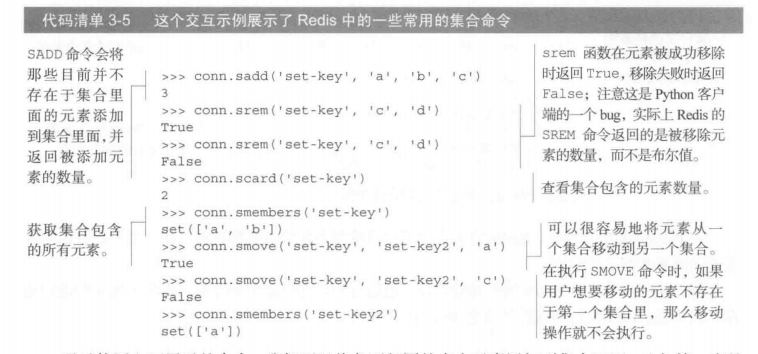 代码清单 3-5 这个交互示例展示了 Redis 中的一些常用的集合命令
SADD 命令会将
那些目前并不
存在于集合里
面的元素添加
到集合里面,并
返回被添加元
素的数量。
获取集合包含
的所有元素。
>>> conn.sadd('set-key', 'a', 'b', 'c')
3
>>> conn.srem('set-key', 'c', 'd')
True
>>> conn.srem('set-key', 'c', 'd')
False
>>> conn.scard('set-key')
2
>>> conn.smembers('set-key')
set(['a', 'b'])
>>> conn.smove('set-key', 'set-key2', 'a')
True
>>> conn.smove('set-key', 'set-key2', 'c')
False
>>> conn.smembers('set-key2')
set(['a'])
srem 函数在元素被成功移除
时返回 True,移除失败时返回
False;注意这是 Python 客户
端的一个 bug,实际上 Redis 的
SREM 命令返回的是被移除元
素的数量,而不是布尔值。
查看集合包含的元素数量。
可以很容易地将元素从一
个集合移动到另一个集合。
在执行 SMOVE 命令时,如果
用户想要移动的元素不存在
于第一个集合里,那么移动
操作就不会执行。